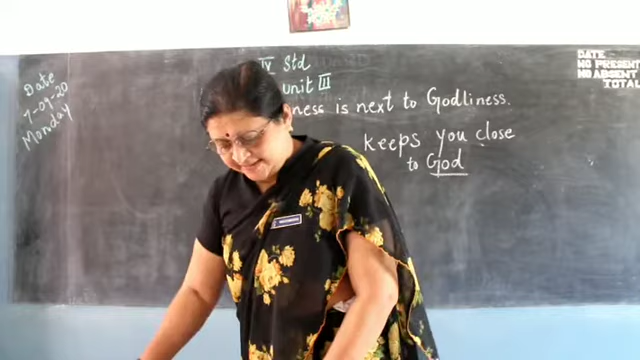 Date
7-09-20
Monday
IV Std
unit III
ness is next to Godliness.
keeps you close
to God
DATE
NO PRESENT
NO ABSENT
TOTAL